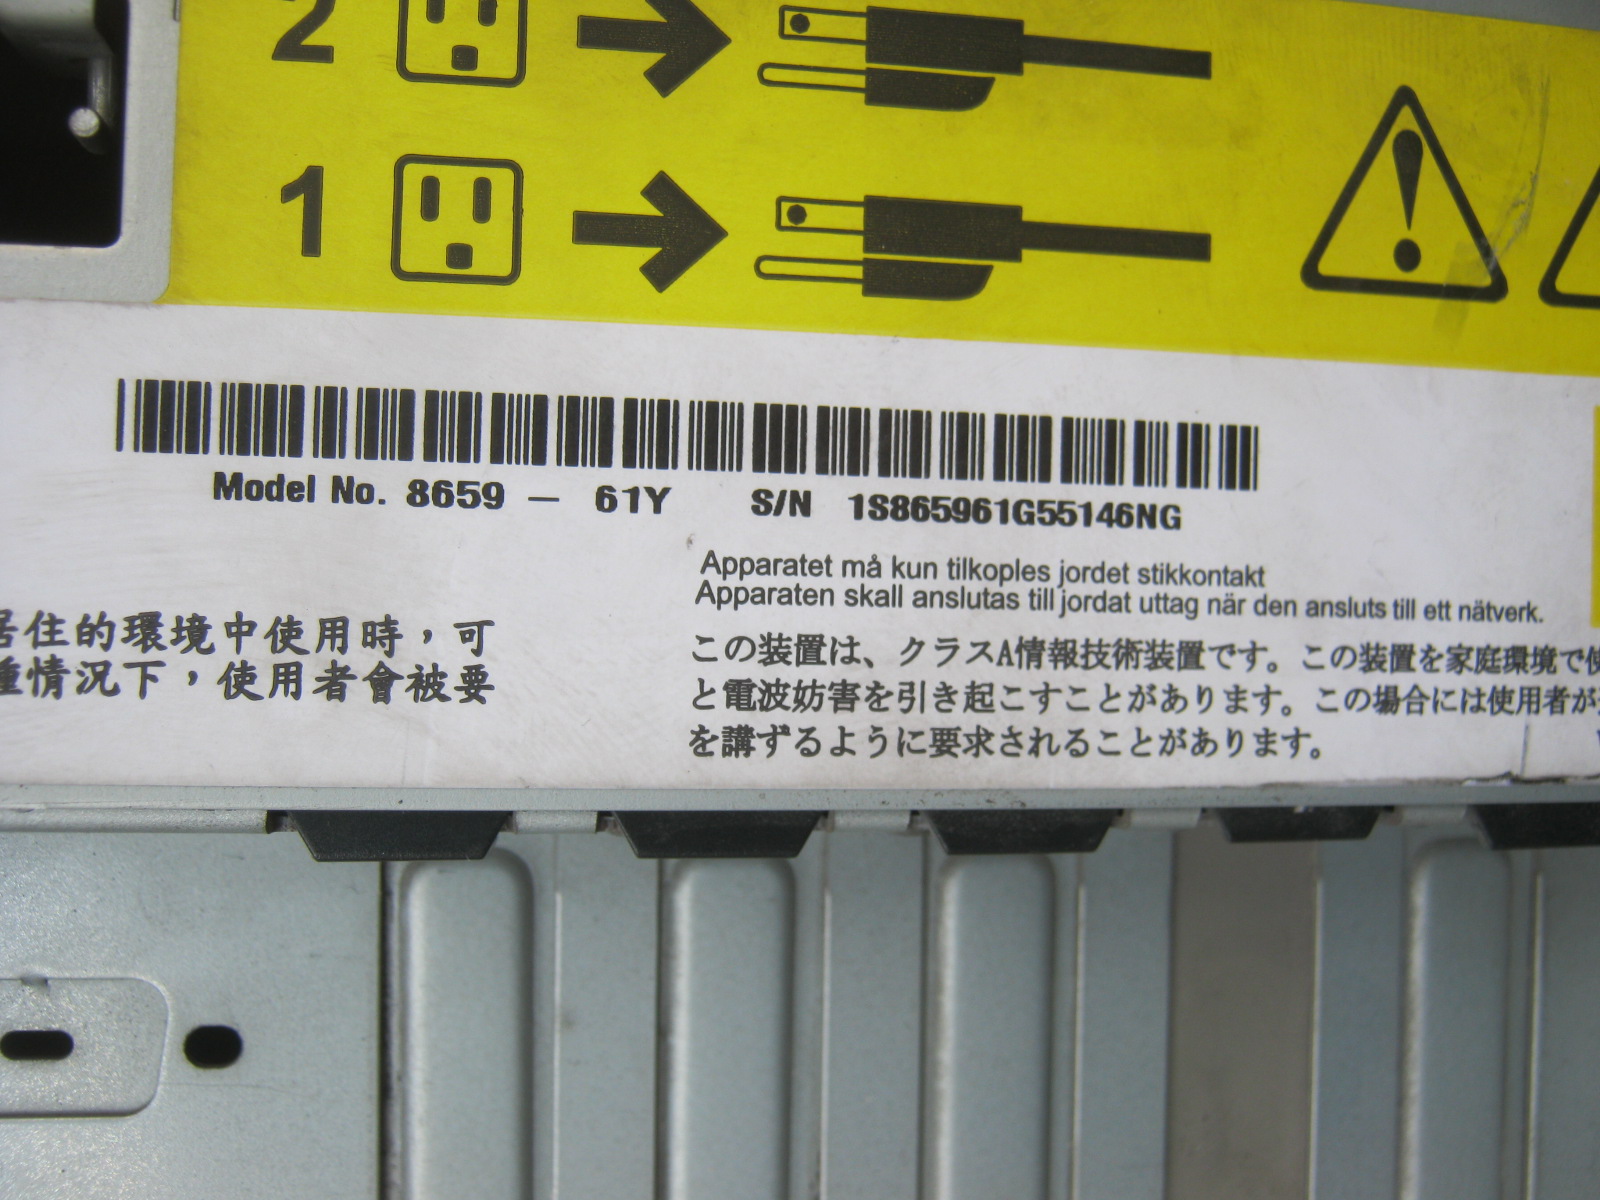 2
1
Model No. 8659 - 61Y S/N 1S865961G55146NG
Apparatet må kun tilkoples jordet stikkontakt
Apparaten skall anslutas till jordat uttag när den ansluts till ett nätverk.
居住的環境中使用時，可
種情況下，使用者會被要
この装置は、クラスA情報技術装置です。この装置を家庭環境で使
と電波妨害を引き起こすことがあります。この場合には使用者が
を講ずるように要求されることがあります。